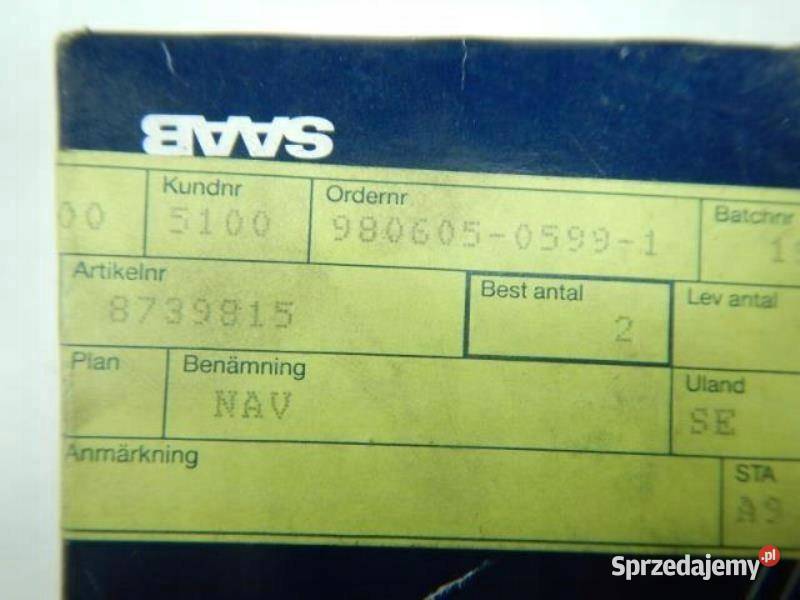 SAAB
Kundnr
Ordernr
Batchnr
00
5100
980605-0599-1
Artikelnr
Best antal
Lev antal
8739815
2
Plan
Benämning
Uland
NAV
SE
Anmärkning
STA
A9
Sprzedajemy.pl